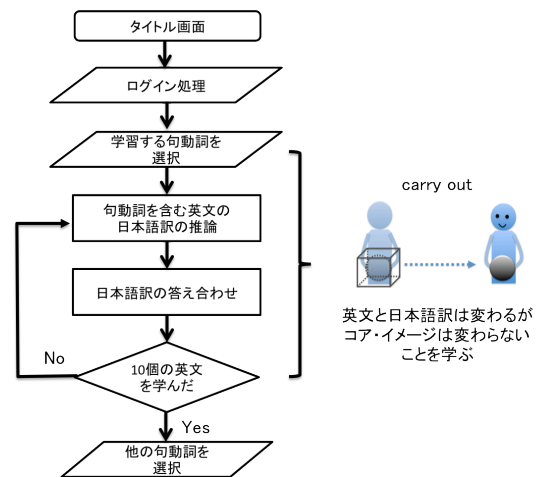 タイトル画面
ログイン処理
学習する句動詞を
選択
句動詞を含む英文の
日本語訳の推論
日本語訳の答え合わせ
No
10個の英文
を学んだ
Yes
他の句動詞を
選択
carry out
英文と日本語訳は変わるが
コア・イメージは変わらない
ことを学ぶ